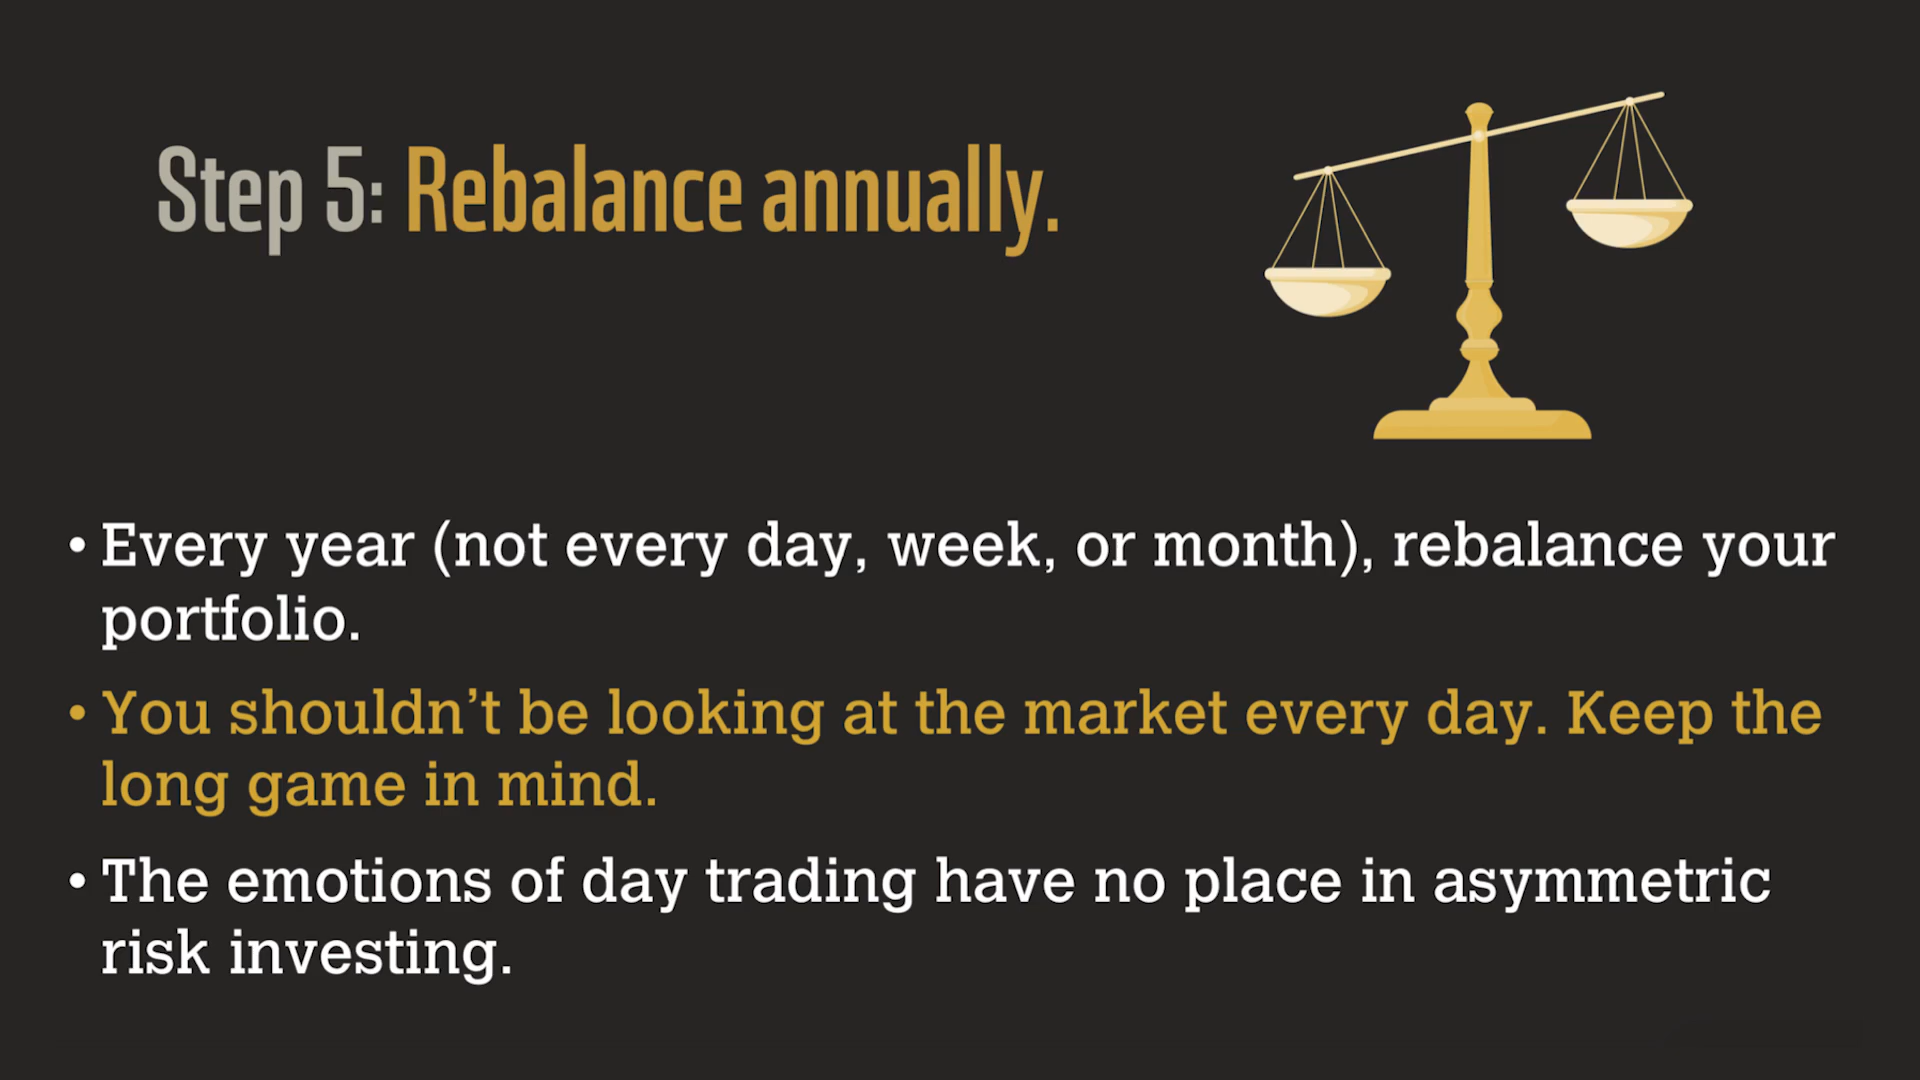 Step 5: Rebalance annually.
• Every year (not every day, week, or month), rebalance your
portfolio.
• You shouldn’t be looking at the market every day. Keep the
long game in mind.
• The emotions of day trading have no place in asymmetric
risk investing.